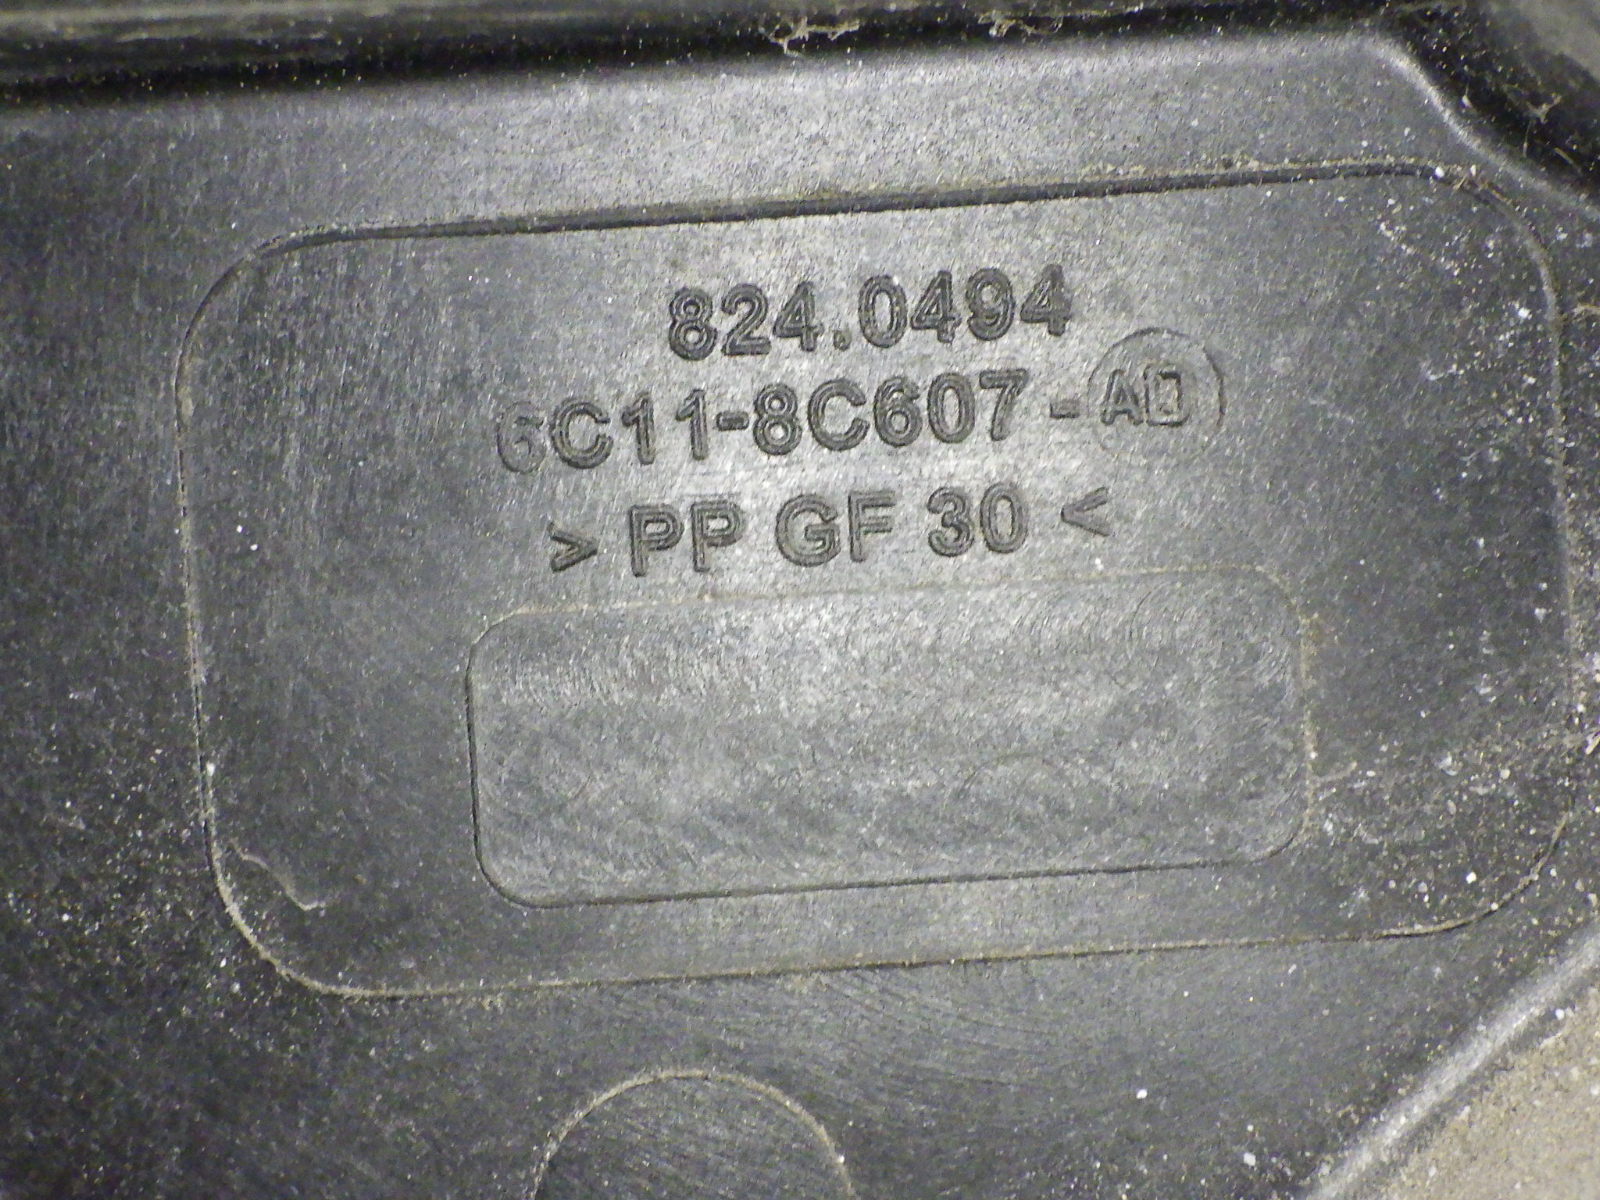 824.0494
6C11-8C607-AD
> PP GF 30 <